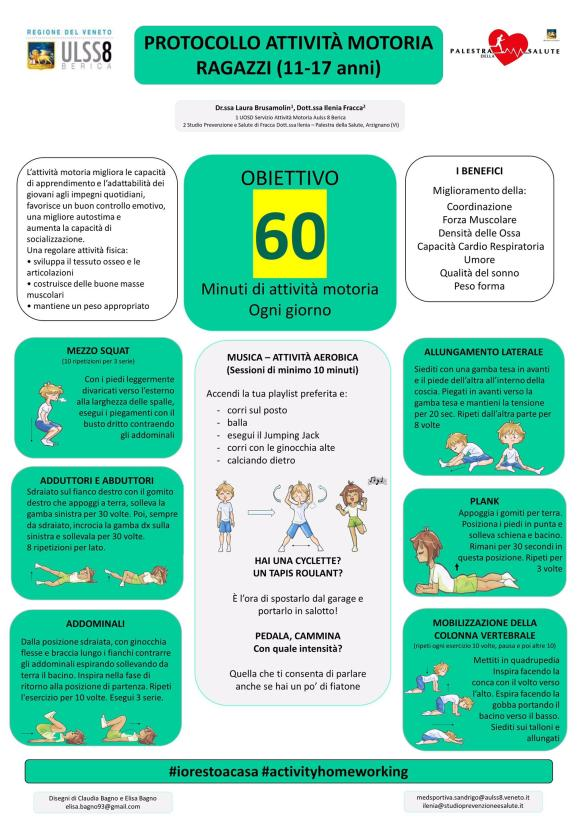 REGIONE DEL VENETO
ULSS8
BERICA
PROTOCOLLO ATTIVITÀ MOTORIA
RAGAZZI (11-17 anni)
PALESTRA DELLA SALUTE
Dr.ssa Laura Brusamolin¹, Dott.ssa Ilenia Fracca²
1 UOSD Servizio Attività Motoria Aulss 8 Berica
2 Studio Prevenzione e Salute di Fracca Dott.ssa Ilenia – Palestra della Salute, Arzignano (Vi)
L'attività motoria migliora le capacità
di apprendimento e l'adattabilità dei
giovani agli impegni quotidiani,
favorisce un buon controllo emotivo,
una migliore autostima e
aumenta la capacità di
socializzazione.
Una regolare attività fisica:
• sviluppa il tessuto osseo e le
articolazioni
• costruisce delle buone masse
muscolari
• mantiene un peso appropriato
OBIETTIVO
60
Minuti di attività motoria
Ogni giorno
I BENEFICI
Miglioramento della:
Coordinazione
Forza Muscolare
Densità delle Ossa
Capacità Cardio Respiratoria
Umore
Qualità del sonno
Peso forma
MEZZO SQUAT
(10 ripetizioni per 3 serie)
Con i piedi leggermente
divaricati verso l'esterno
alla larghezza delle spalle,
esegui i piegamenti con il
busto dritto contraendo
gli addominali
ADDUTTORI E ABDUTTORI
Sdraiato sul fianco destro con il gomito
destro che appoggi a terra, solleva la
gamba sinistra per 30 volte. Poi, sempre
da sdraiato, incrocia la gamba dx sulla
sinistra e sollevala per 30 volte.
8 ripetizioni per lato.
ADDOMINALI
Dalla posizione sdraiata, con ginocchia
flesse e braccia lungo i fianchi contrarre
gli addominali espirando sollevando da
terra il bacino. Inspira nella fase di
ritorno alla posizione di partenza. Ripeti
l'esercizio per 10 volte. Esegui 3 serie.
MUSICA – ATTIVITÀ AEROBICA
(Sessioni di minimo 10 minuti)
Accendi la tua playlist preferita e:
- corri sul posto
- balla
- esegui il Jumping Jack
- corri con le ginocchia alte
- calciando dietro
HAI UNA CYCLETTE?
UN TAPIS ROULANT?
È l'ora di spostarlo dal garage e
portarlo in salotto!
PEDALA, CAMMINA
Con quale intensità?
Quella che ti consenta di parlare
anche se hai un po' di fiatone
ALLUNGAMENTO LATERALE
Siediti con una gamba tesa in avanti
e il piede dell'altra all'interno della
coscia. Piegati in avanti verso la
gamba tesa e mantieni la tensione
per 20 sec. Ripeti dall'altra parte per
8 volte
PLANK
Appoggia i gomiti per terra.
Posiziona i piedi in punta e
solleva schiena e bacino.
Rimani per 30 secondi in
questa posizione. Ripeti per
3 volte
MOBILIZZAZIONE DELLA
COLONNA VERTEBRALE
(ripeti ogni esercizio 10 volte, pausa e poi altre 10)
Mettiti in quadrupedia
Inspira facendo la
conca con il volto verso
l'alto. Espira facendo la
gobba portando il
bacino verso il basso.
Siediti sui talloni e
allungati
#iorestoacasa #activityhomeworking
Disegni di Claudia Bagno e Elisa Bagno
elisa.bagno93@gmail.com
medsportiva.sandrigo@aulss8.veneto.it
ilenia@studioprevenzioneesalute.it